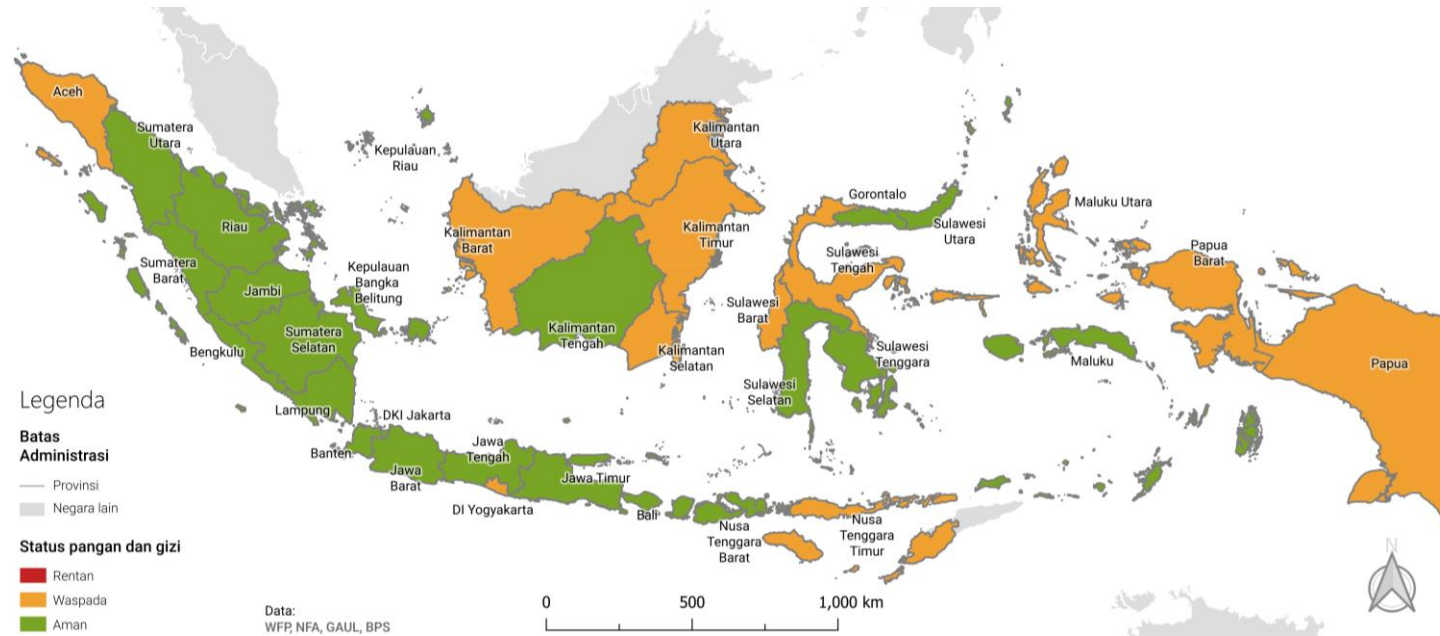 Aceh
Sumatera
Utara
Kepulauan
Riau
Riau
Sumatera
Barat
Jambi
Kepulauan
Bangka
Belitung
Sumatera
Selatan
Bengkulu
Lampung
DKI Jakarta
Banten
Jawa
Barat
Jawa
Tengah
DI Yogyakarta
Jawa Timur
Bali
Nusa
Tenggara
Barat
Nusa
Tenggara
Timur
Kalimantan
Utara
Kalimantan
Barat
Kalimantan
Timur
Kalimantan
Tengah
Kalimantan
Selatan
Gorontalo
Sulawesi
Utara
Sulawesi
Tengah
Sulawesi
Barat
Sulawesi
Tenggara
Sulawesi
Selatan
Maluku Utara
Maluku
Papua
Barat
Papua
Legenda
Batas
Administrasi
Provinsi
Negara lain
Status pangan dan gizi
Rentan
Waspada
Aman
Data:
WFP, NFA, GAUL, BPS
0 500 1,000 km
N